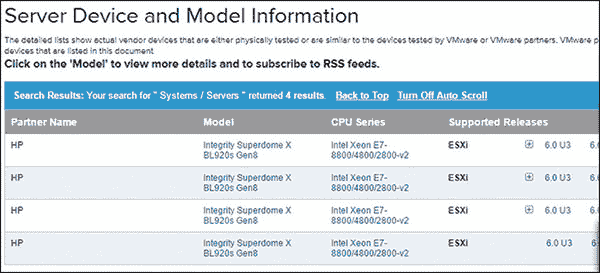 Server Device and Model Information
The detailed lists show actual vendor devices that are either physically tested or are similar to the devices tested by VMware or VMware partners. VMware
devices that are listed in this document
Click on the 'Model' to view more details and to subscribe to RSS feeds.
Search Results: Your search for " Systems / Servers " returned 4 results. Back to Top Turn Off Auto Scroll
Partner Name Model CPU Series Supported Releases
HP Integrity Superdome X Intel Xeon E7- ESXi 6.0 U3
BL920s Gen8 8800/4800/2800-v2
HP Integrity Superdome X Intel Xeon E7- ESXi 6.0 U3
BL920s Gen8 8800/4800/2800-v2
HP Integrity Superdome X Intel Xeon E7- ESXi 6.0 U3
BL920s Gen8 8800/4800/2800-v2
HP Integrity Superdome X Intel Xeon E7- ESXi 6.0 U3
BL920s Gen8 8800/4800/2800-v2